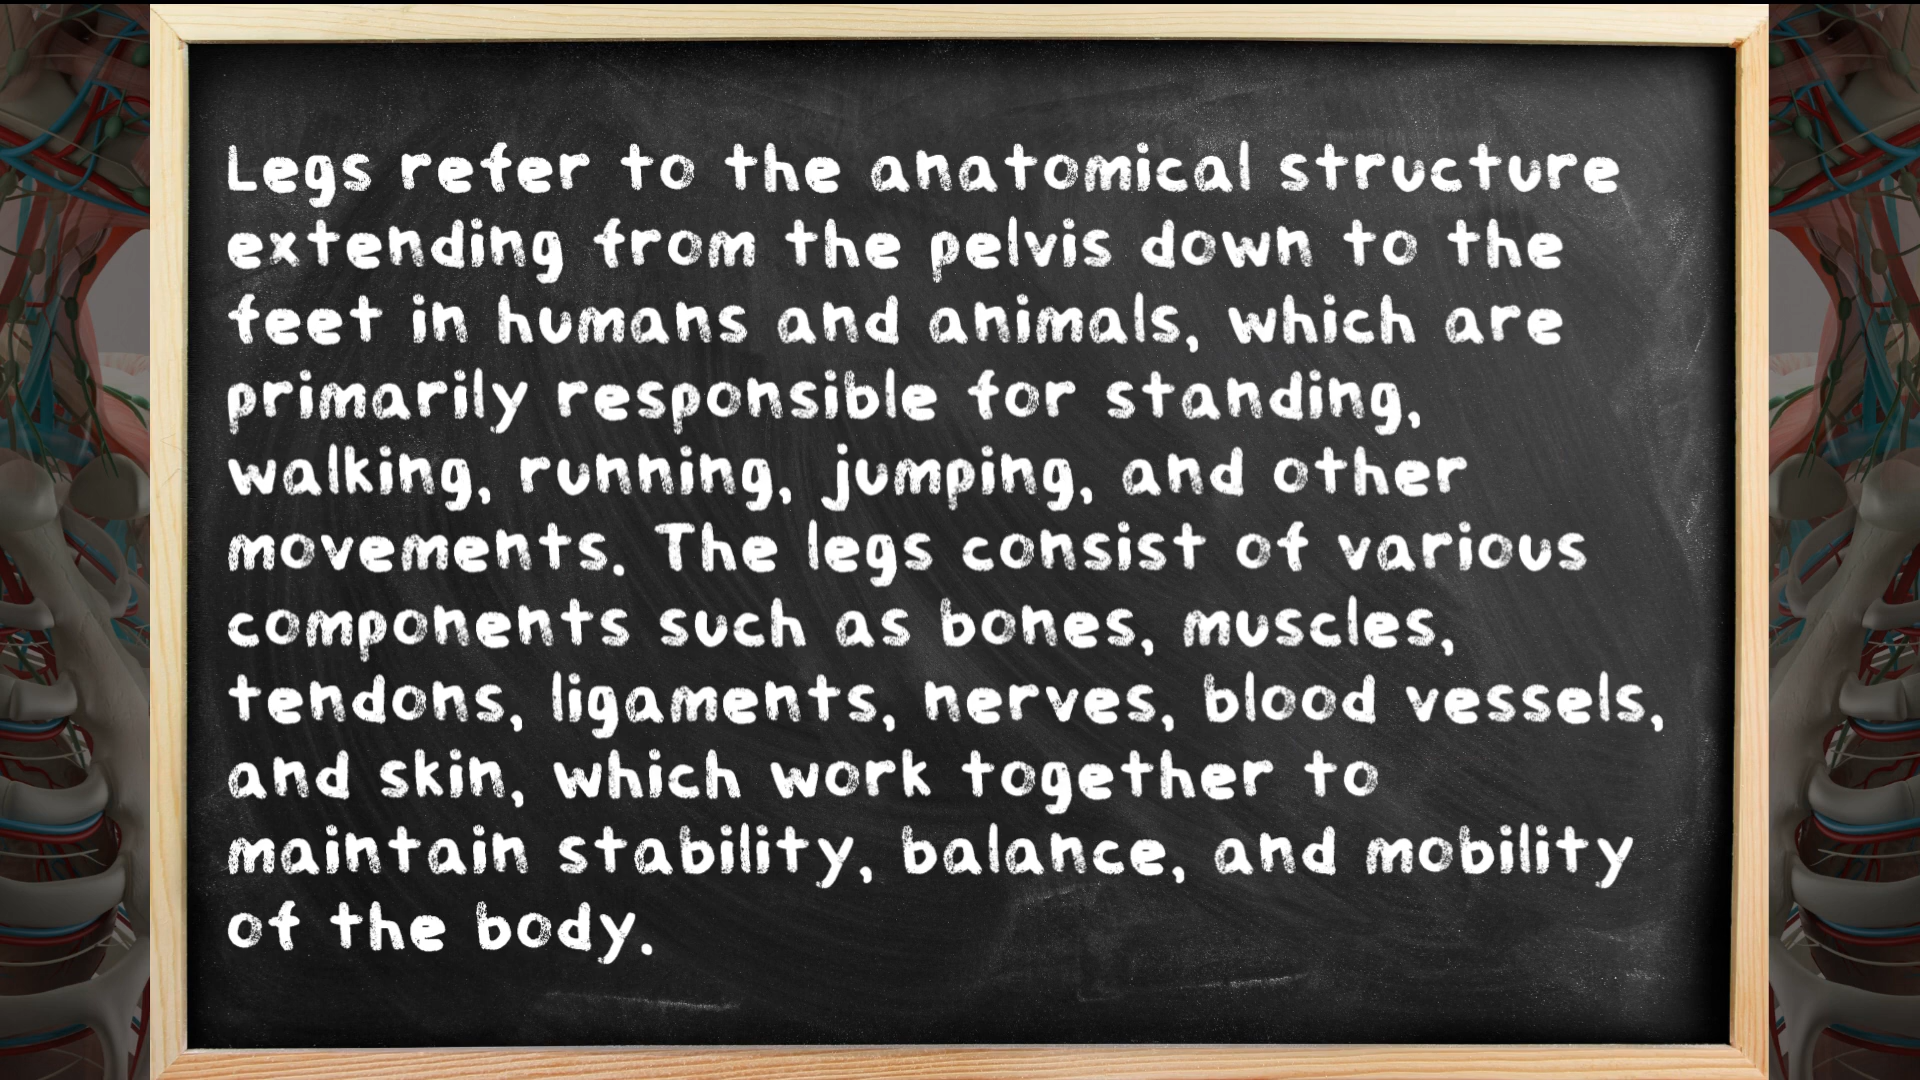 Legs refer to the anatomical structure
extending from the pelvis down to the
feet in humans and animals, which are
primarily responsible for standing,
walking, running, jumping, and other
movements. The legs consist of various
components such as bones, muscles,
tendons, ligaments, nerves, blood vessels,
and skin, which work together to
maintain stability, balance, and mobility
of the body.